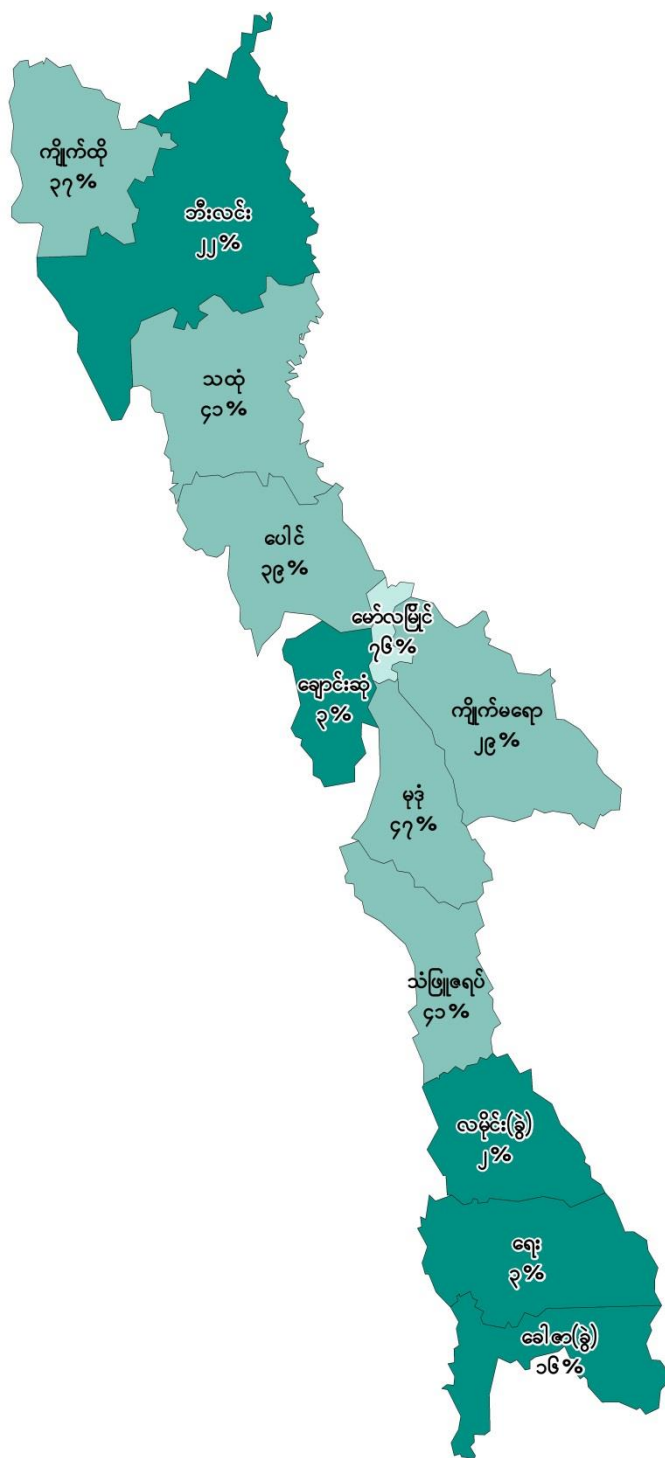 ကျိုက်ထို
၃၇%
ဘီးလင်း
၂၂%
သထုံ
၄၁%
ပေါင်
၃၉%
မော်လမြိုင်
၇၆%
ချောင်းဆုံ
၃%
ကျိုက်မရော
၂၉%
မုဒုံ
၄၇%
သံဖြူဇရပ်
၄၁%
လမိုင်း(ခွဲ)
၂%
ရေး
၃%
ခေါဇာ(ခွဲ)
၁၆%